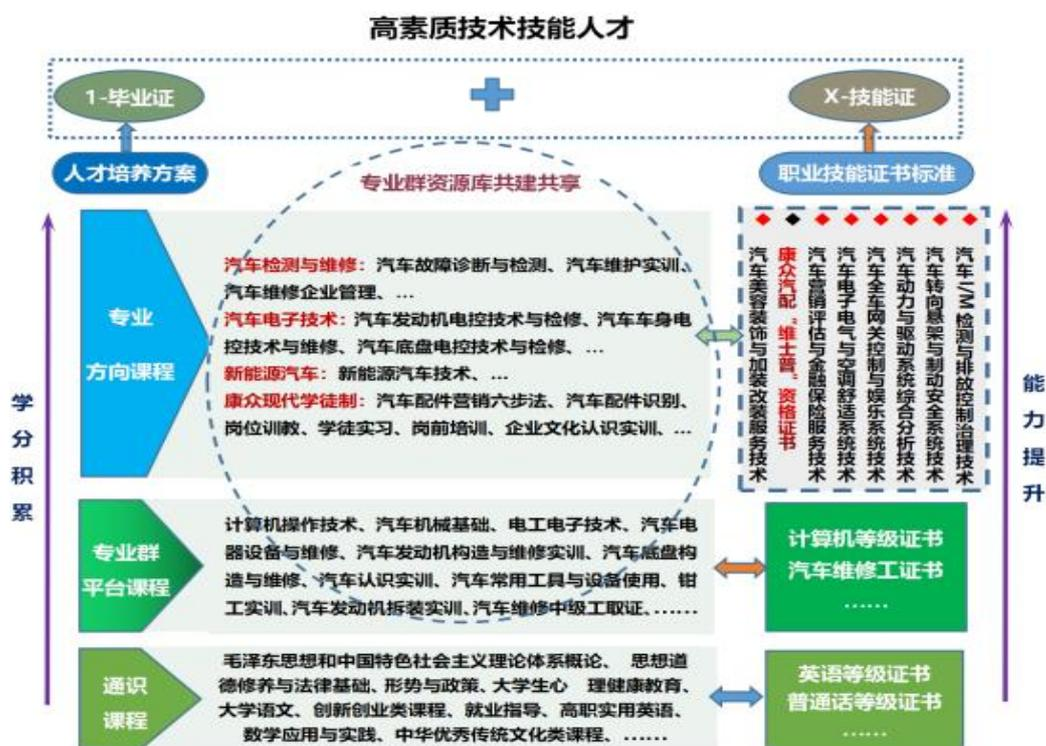 高素质技术技能人才
1-毕业证
X-技能证
人才培养方案
专业群资源库共建共享
职业技能证书标准
学分积累
专业
方向课程
汽车检测与维修：汽车故障诊断与检测、汽车维护实训、
汽车维修企业管理、...
汽车电子技术：汽车发动机电控技术与检修、汽车车身电
控技术与维修、汽车底盘电控技术与检修、...
新能源汽车：新能源汽车技术、...
康众现代学徒制：汽车配件营销六步法、汽车配件识别、
岗位训教、学徒实习、岗前培训、企业文化认识实训、...
汽车美容装饰与加装改装服务技术
康众汽配“维士普”资格证书
汽车营销评估与金融保险服务技术
汽车电子电气与空调舒适系统技术
汽车全车网关控制与娱乐系统技术
汽车动力与驱动系统综合分析技术
汽车转向悬架与制动安全系统技术
汽车I/M检测与排放控制治理技术
能力提升
专业群
平台课程
计算机操作技术、汽车机械基础、电工电子技术、汽车电
器设备与维修、汽车发动机构造与维修实训、汽车底盘构
造与维修、汽车认识实训、汽车常用工具与设备使用、钳
工实训、汽车发动机拆装实训、汽车维修中级工取证、……
计算机等级证书
汽车维修工证书
……
通识
课程
毛泽东思想和中国特色社会主义理论体系概论、 思想道
德修养与法律基础、形势与政策、大学生心 理健康教育、
大学语文、创新创业类课程、就业指导、高职实用英语、
数学应用与实践、中华优秀传统文化类课程、……
英语等级证书
普通话等级证书
……